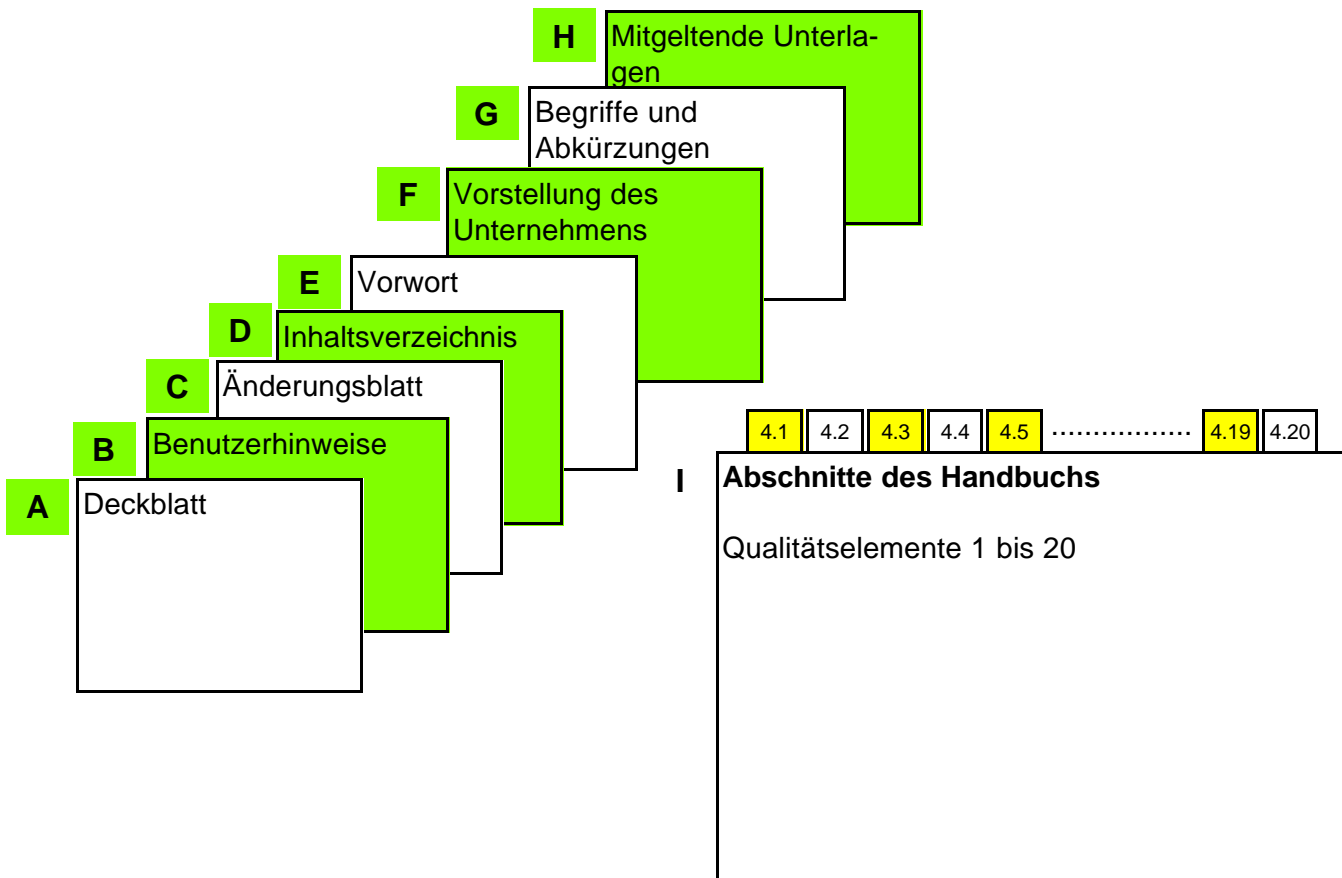 H Mitgeltende Unterla-
gen
G Begriffe und
Abkürzungen
F Vorstellung des
Unternehmens
E Vorwort
D Inhaltsverzeichnis
C Änderungsblatt
B Benutzerhinweise
A Deckblatt
4.1 4.2 4.3 4.4 4.5 ................. 4.19 4.20
I Abschnitte des Handbuchs
Qualitätselemente 1 bis 20